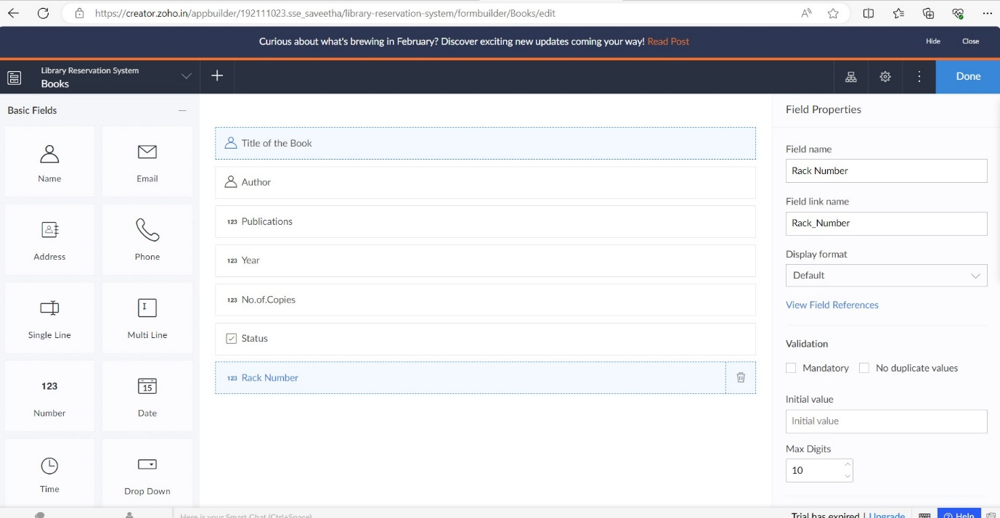 https://creator.zoho.in/appbuilder/192111023.sse_saveetha/library-reservation-system/formbuilder/Books/edit
Curious about what's brewing in February? Discover exciting new updates coming your way! Read Post
Hide
Close
Library Reservation System
Books
Done
Basic Fields
Name
Email
Address
Phone
Single Line
Multi Line
123
15
Number
Date
Time
Drop Down
Title of the Book
Author
123 Publications
123 Year
123 No.of.Copies
Status
123 Rack Number
Field Properties
Field name
Rack Number
Field link name
Rack_Number
Display format
Default
View Field References
Validation
Mandatory
No duplicate values
Initial value
Initial value
Max Digits
10
Here is your Smart Chat (Ctrl+Space)
Trial has expired | Upgrade
Help